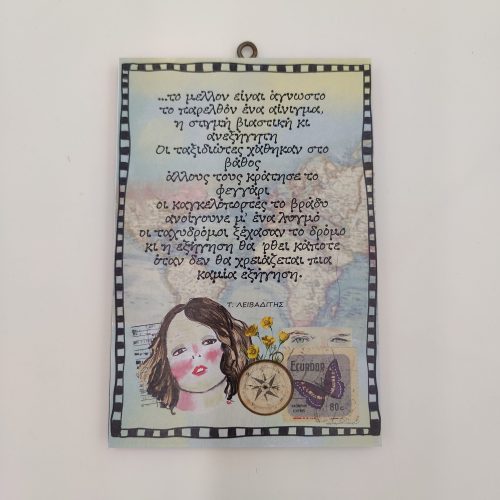 ...το μελλον είναι άγνωστο
το παρελθόν ένα αίνιγμα,
η στιγμή βιαστική κι
ανεξήγητη
Οι ταξιδιώτες χάθηκαν στο
βάθος
άλλους τους κράτησε το
φεγγάρι
οι καγκελόπορτες το βράδυ
ανοίγουνε μ' ένα λυγμό
οι ταχυδρόμοι ξέχασαν το δρόμο
κι η εξήγηση θα 'ρθει κάποτε
όταν δεν θα χρειάζεται πια
καμία εξήγηση.
Τ. ΛΕΙΒΑΔΙΤΗΣ
ECUADOR
80c